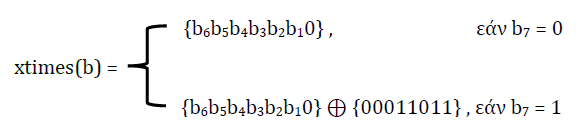 {b₆b₅b₄b₃b₂b₁0} , εάν b₇ = 0
xtimes(b) =
{b₆b₅b₄b₃b₂b₁0} ⨁ {00011011} , εάν b₇ = 1